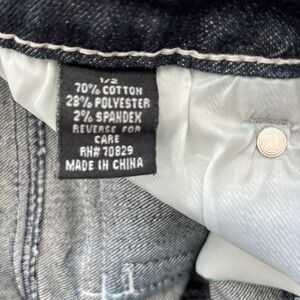 1/2
70% COTTON
28% POLYESTER
2% SPANDEX
REVERSE FOR
CARE
RN# 70829
MADE IN CHINA